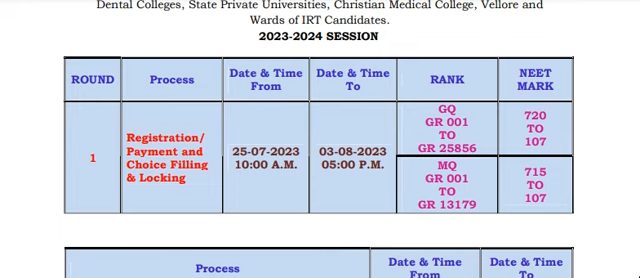 Dental Colleges, State Private Universities, Christian Medical College, Vellore and
Wards of IRT Candidates.
2023-2024 SESSION
ROUND Process Date & Time From Date & Time To RANK NEET MARK
1 Registration/ Payment and Choice Filling & Locking 25-07-2023 10:00 A.M. 03-08-2023 05:00 P.M. GQ GR 001 TO GR 25856 720 TO 107
MQ GR 001 TO GR 13179 715 TO 107
Process Date & Time From Date & Time To